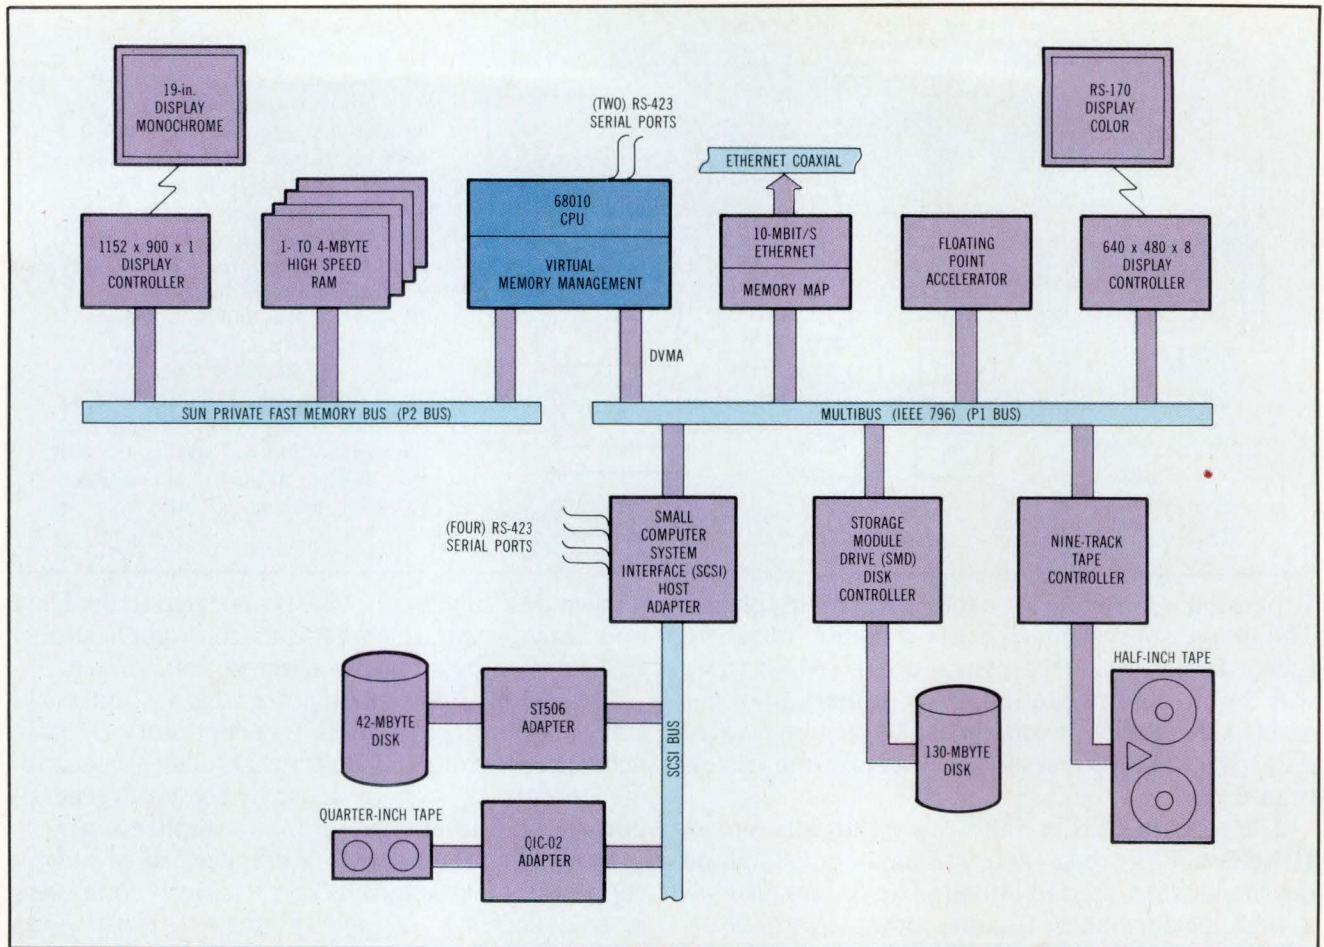 19-in.
DISPLAY
MONOCHROME
(TWO) RS-423
SERIAL PORTS
RS-170
DISPLAY
COLOR
ETHERNET COAXIAL
1152 x 900 x 1
DISPLAY
CONTROLLER
1- TO 4-MBYTE
HIGH SPEED
RAM
68010
CPU
VIRTUAL
MEMORY MANAGEMENT
10-MBIT/S
ETHERNET
MEMORY MAP
FLOATING
POINT
ACCELERATOR
640 x 480 x 8
DISPLAY
CONTROLLER
DVMA
SUN PRIVATE FAST MEMORY BUS (P2 BUS)
MULTIBUS (IEEE 796) (P1 BUS)
(FOUR) RS-423
SERIAL PORTS
SMALL
COMPUTER
SYSTEM
INTERFACE (SCSI)
HOST
ADAPTER
STORAGE
MODULE
DRIVE (SMD)
DISK
CONTROLLER
NINE-TRACK
TAPE
CONTROLLER
42-MBYTE
DISK
ST506
ADAPTER
SCSI BUS
130-MBYTE
DISK
HALF-INCH TAPE
QUARTER-INCH TAPE
QIC-02
ADAPTER